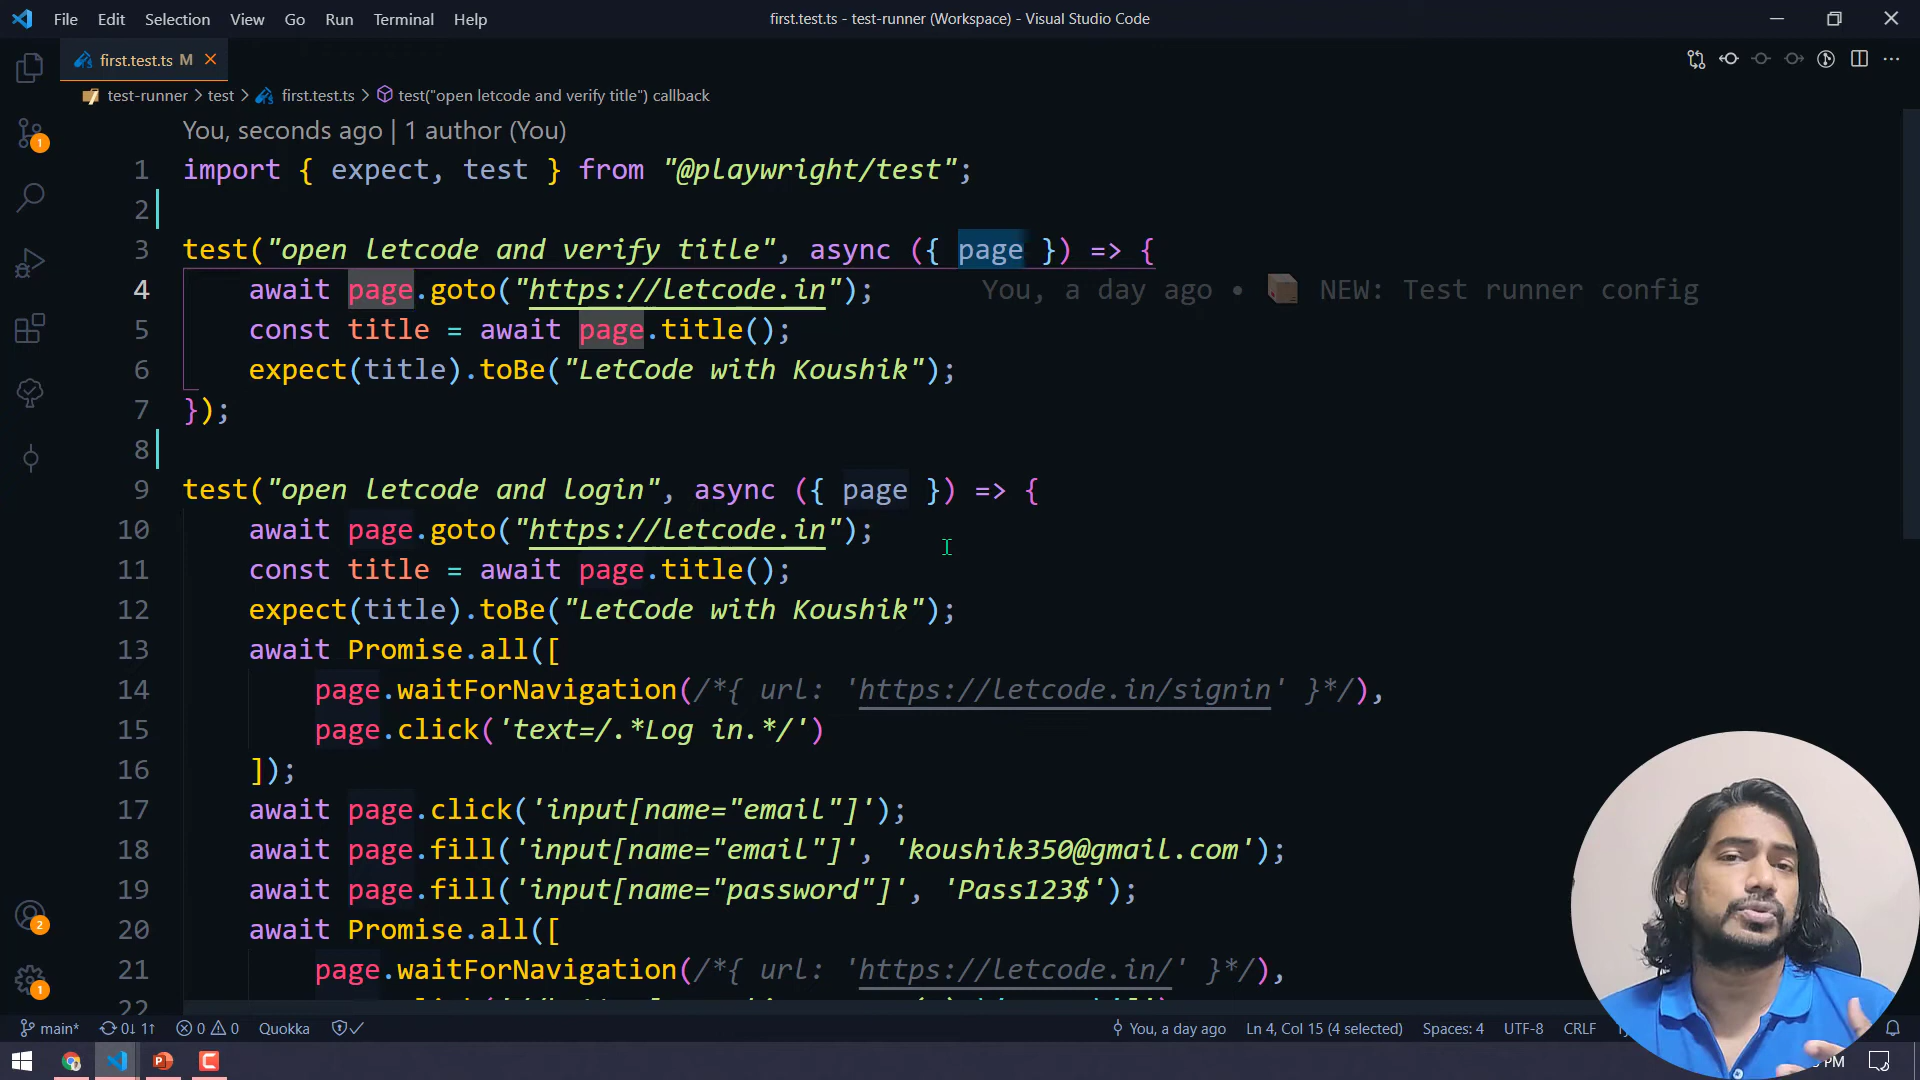 File Edit Selection View Go Run Terminal Help
first.test.ts - test-runner (Workspace) - Visual Studio Code
first.test.ts M
test-runner > test > first.test.ts > test("open letcode and verify title") callback
You, seconds ago | 1 author (You)
1 import { expect, test } from "@playwright/test";
2
3 test("open letcode and verify title", async ({ page }) => {
4 await page.goto("https://letcode.in"); You, a day ago • NEW: Test runner config
5 const title = await page.title();
6 expect(title).toBe("LetCode with Koushik");
7 });
8
9 test("open letcode and login", async ({ page }) => {
10 await page.goto("https://letcode.in");
11 const title = await page.title();
12 expect(title).toBe("LetCode with Koushik");
13 await Promise.all([
14 page.waitForNavigation(/*{ url: 'https://letcode.in/signin' }*/),
15 page.click('text=/.*Log in.*/')
16 ]);
17 await page.click('input[name="email"]');
18 await page.fill('input[name="email"]', 'koushik350@gmail.com');
19 await page.fill('input[name="password"]', 'Pass123$');
20 await Promise.all([
21 page.waitForNavigation(/*{ url: 'https://letcode.in/' }*/),
22
1
2
1
main* 0↓ 1↑ 0 0 Quokka You, a day ago Ln 4, Col 15 (4 selected) Spaces: 4 UTF-8 CRLF
PM